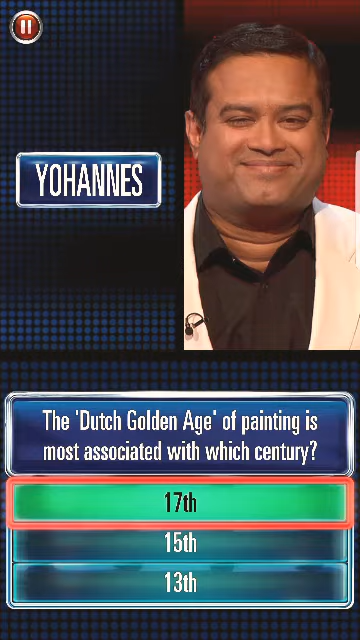 YOHANNES
The 'Dutch Golden Age' of painting is
most associated with which century?
17th
15th
13th